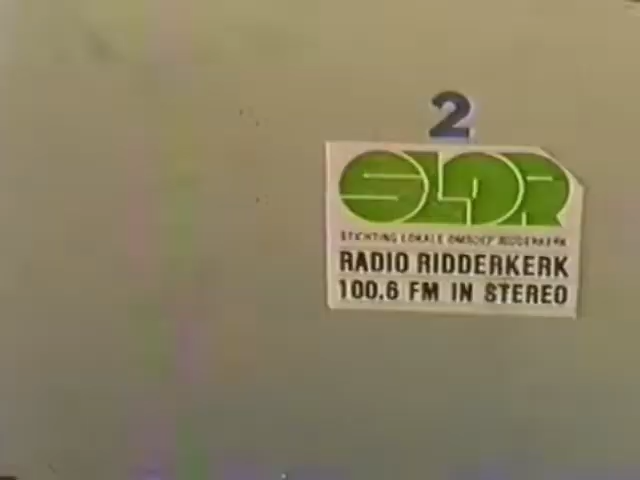 2
SLOR
STICHTING LOKALE OMROEP RIDDERKERK
RADIO RIDDERKERK
100.6 FM IN STEREO